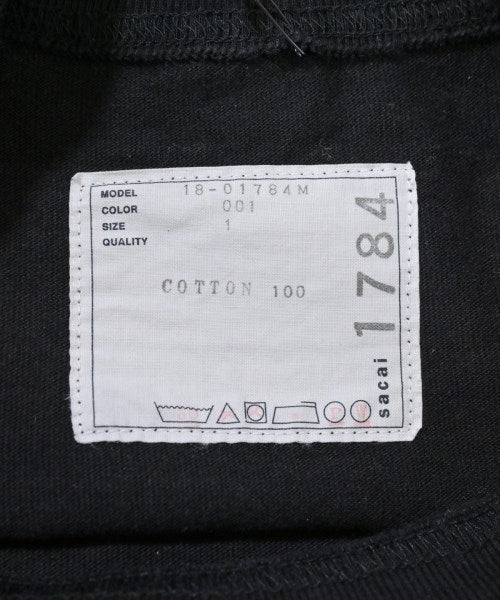 MODEL 18-01784M
COLOR 001
SIZE 1
QUALITY
COTTON 100
sacai 1784